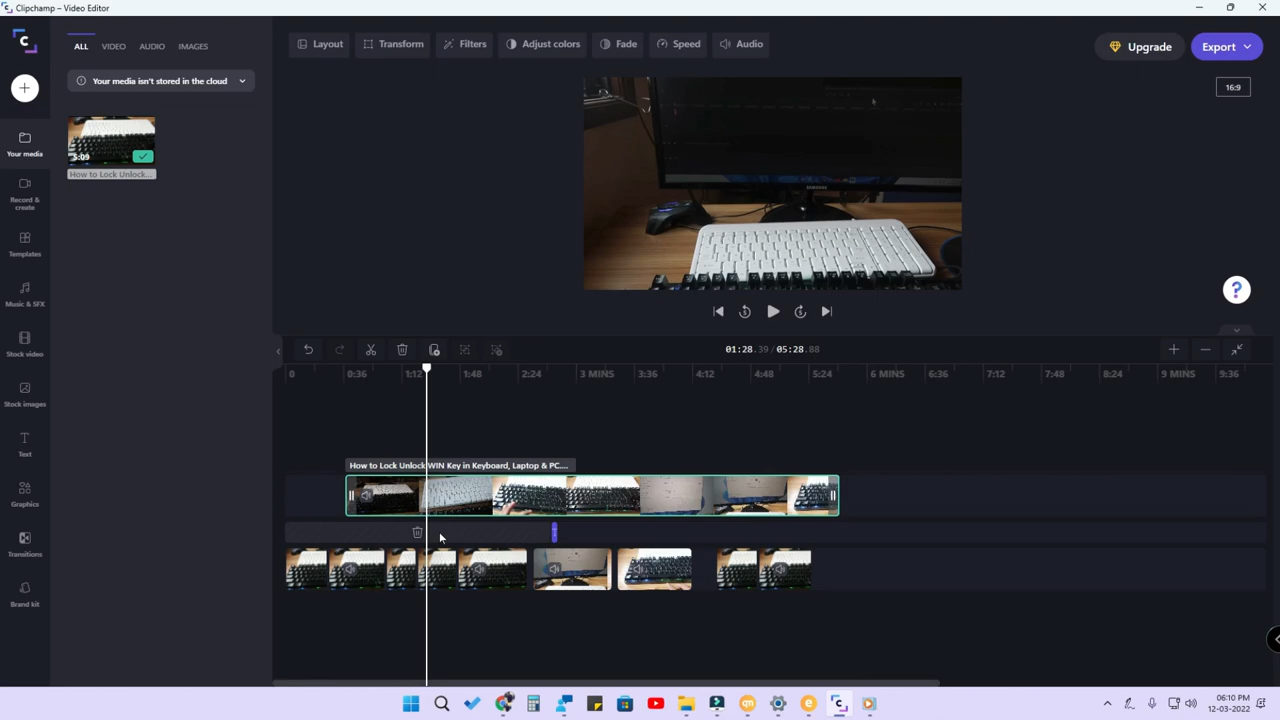 Clipchamp – Video Editor
ALL VIDEO AUDIO IMAGES
Layout Transform Filters Adjust colors Fade Speed Audio
Upgrade Export
Your media isn't stored in the cloud
16:9
5:09
How to Lock Unlock...
Your media
Record & create
Templates
Music & SFX
Stock video
Stock images
Text
Graphics
Transitions
Brand kit
SAMSUNG
?
01:28.39 / 05:28.88
0 0:36 1:12 1:48 2:24 3 MINS 3:36 4:12 4:48 5:24 6 MINS 6:36 7:12 7:48 8:24 9 MINS 9:36
How to Lock Unlock WIN Key in Keyboard, Laptop & PC....
06:10 PM
12-03-2022